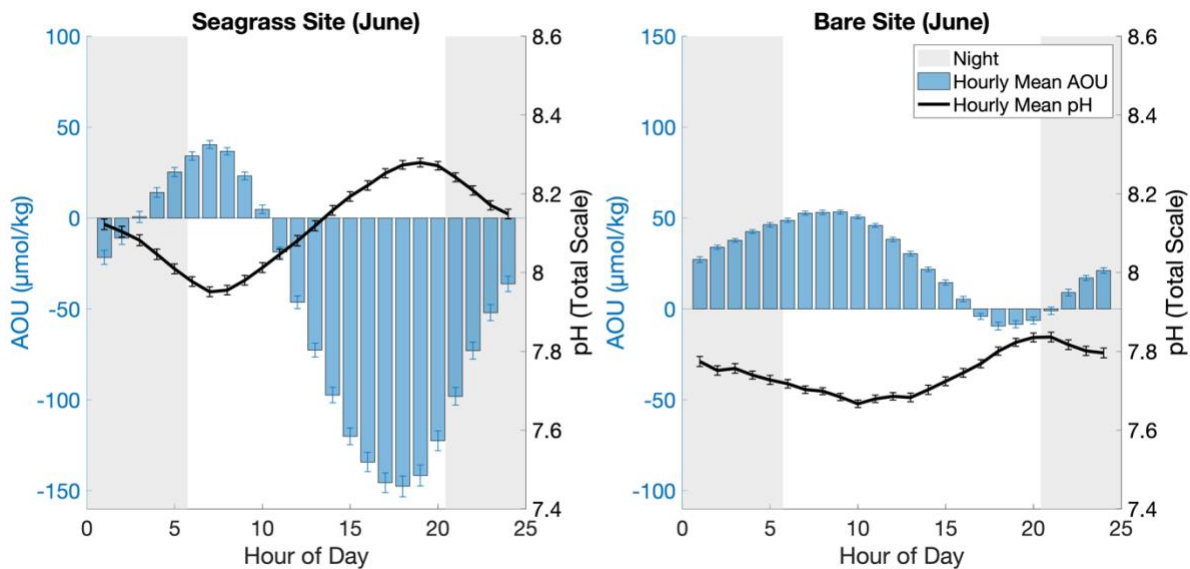 Seagrass Site (June)
100
50
0
-50
-100
-150
AOU (µmol/kg)
8.6
8.4
8.2
8
7.8
7.6
7.4
pH (Total Scale)
0 5 10 15 20 25
Hour of Day
Bare Site (June)
150
100
50
0
-50
-100
AOU (µmol/kg)
Night
Hourly Mean AOU
Hourly Mean pH
8.6
8.4
8.2
8
7.8
7.6
7.4
pH (Total Scale)
0 5 10 15 20 25
Hour of Day